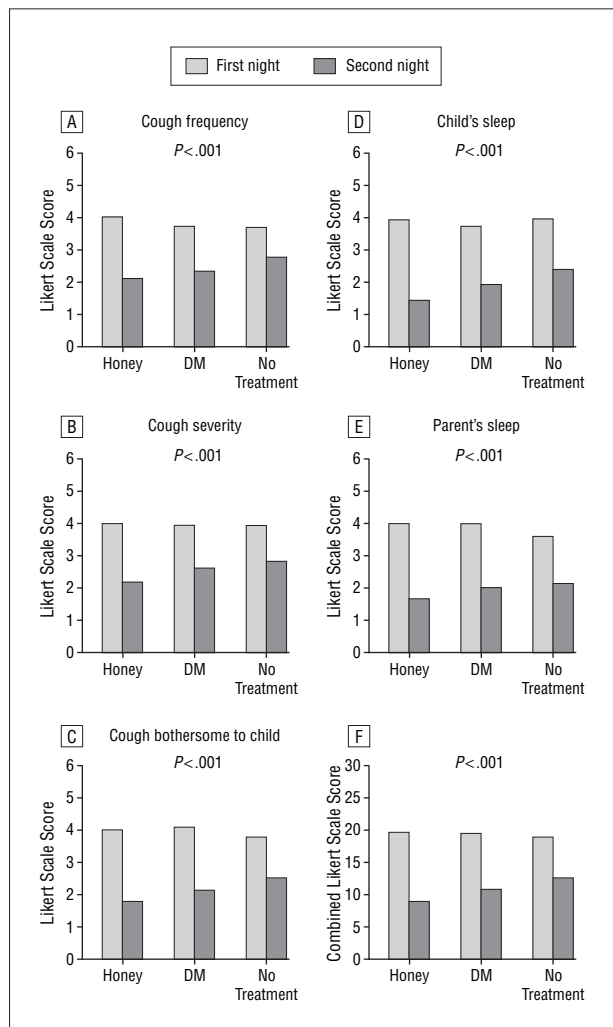 First night
Second night
A
Cough frequency
P<.001
6
5
4
3
2
1
0
Likert Scale Score
Honey
DM
No
Treatment
B
Cough severity
P<.001
6
5
4
3
2
1
0
Likert Scale Score
Honey
DM
No
Treatment
C
Cough bothersome to child
P<.001
6
5
4
3
2
1
0
Likert Scale Score
Honey
DM
No
Treatment
D
Child's sleep
P<.001
6
5
4
3
2
1
0
Likert Scale Score
Honey
DM
No
Treatment
E
Parent's sleep
P<.001
6
5
4
3
2
1
0
Likert Scale Score
Honey
DM
No
Treatment
F
P<.001
30
25
20
15
10
5
0
Combined Likert Scale Score
Honey
DM
No
Treatment